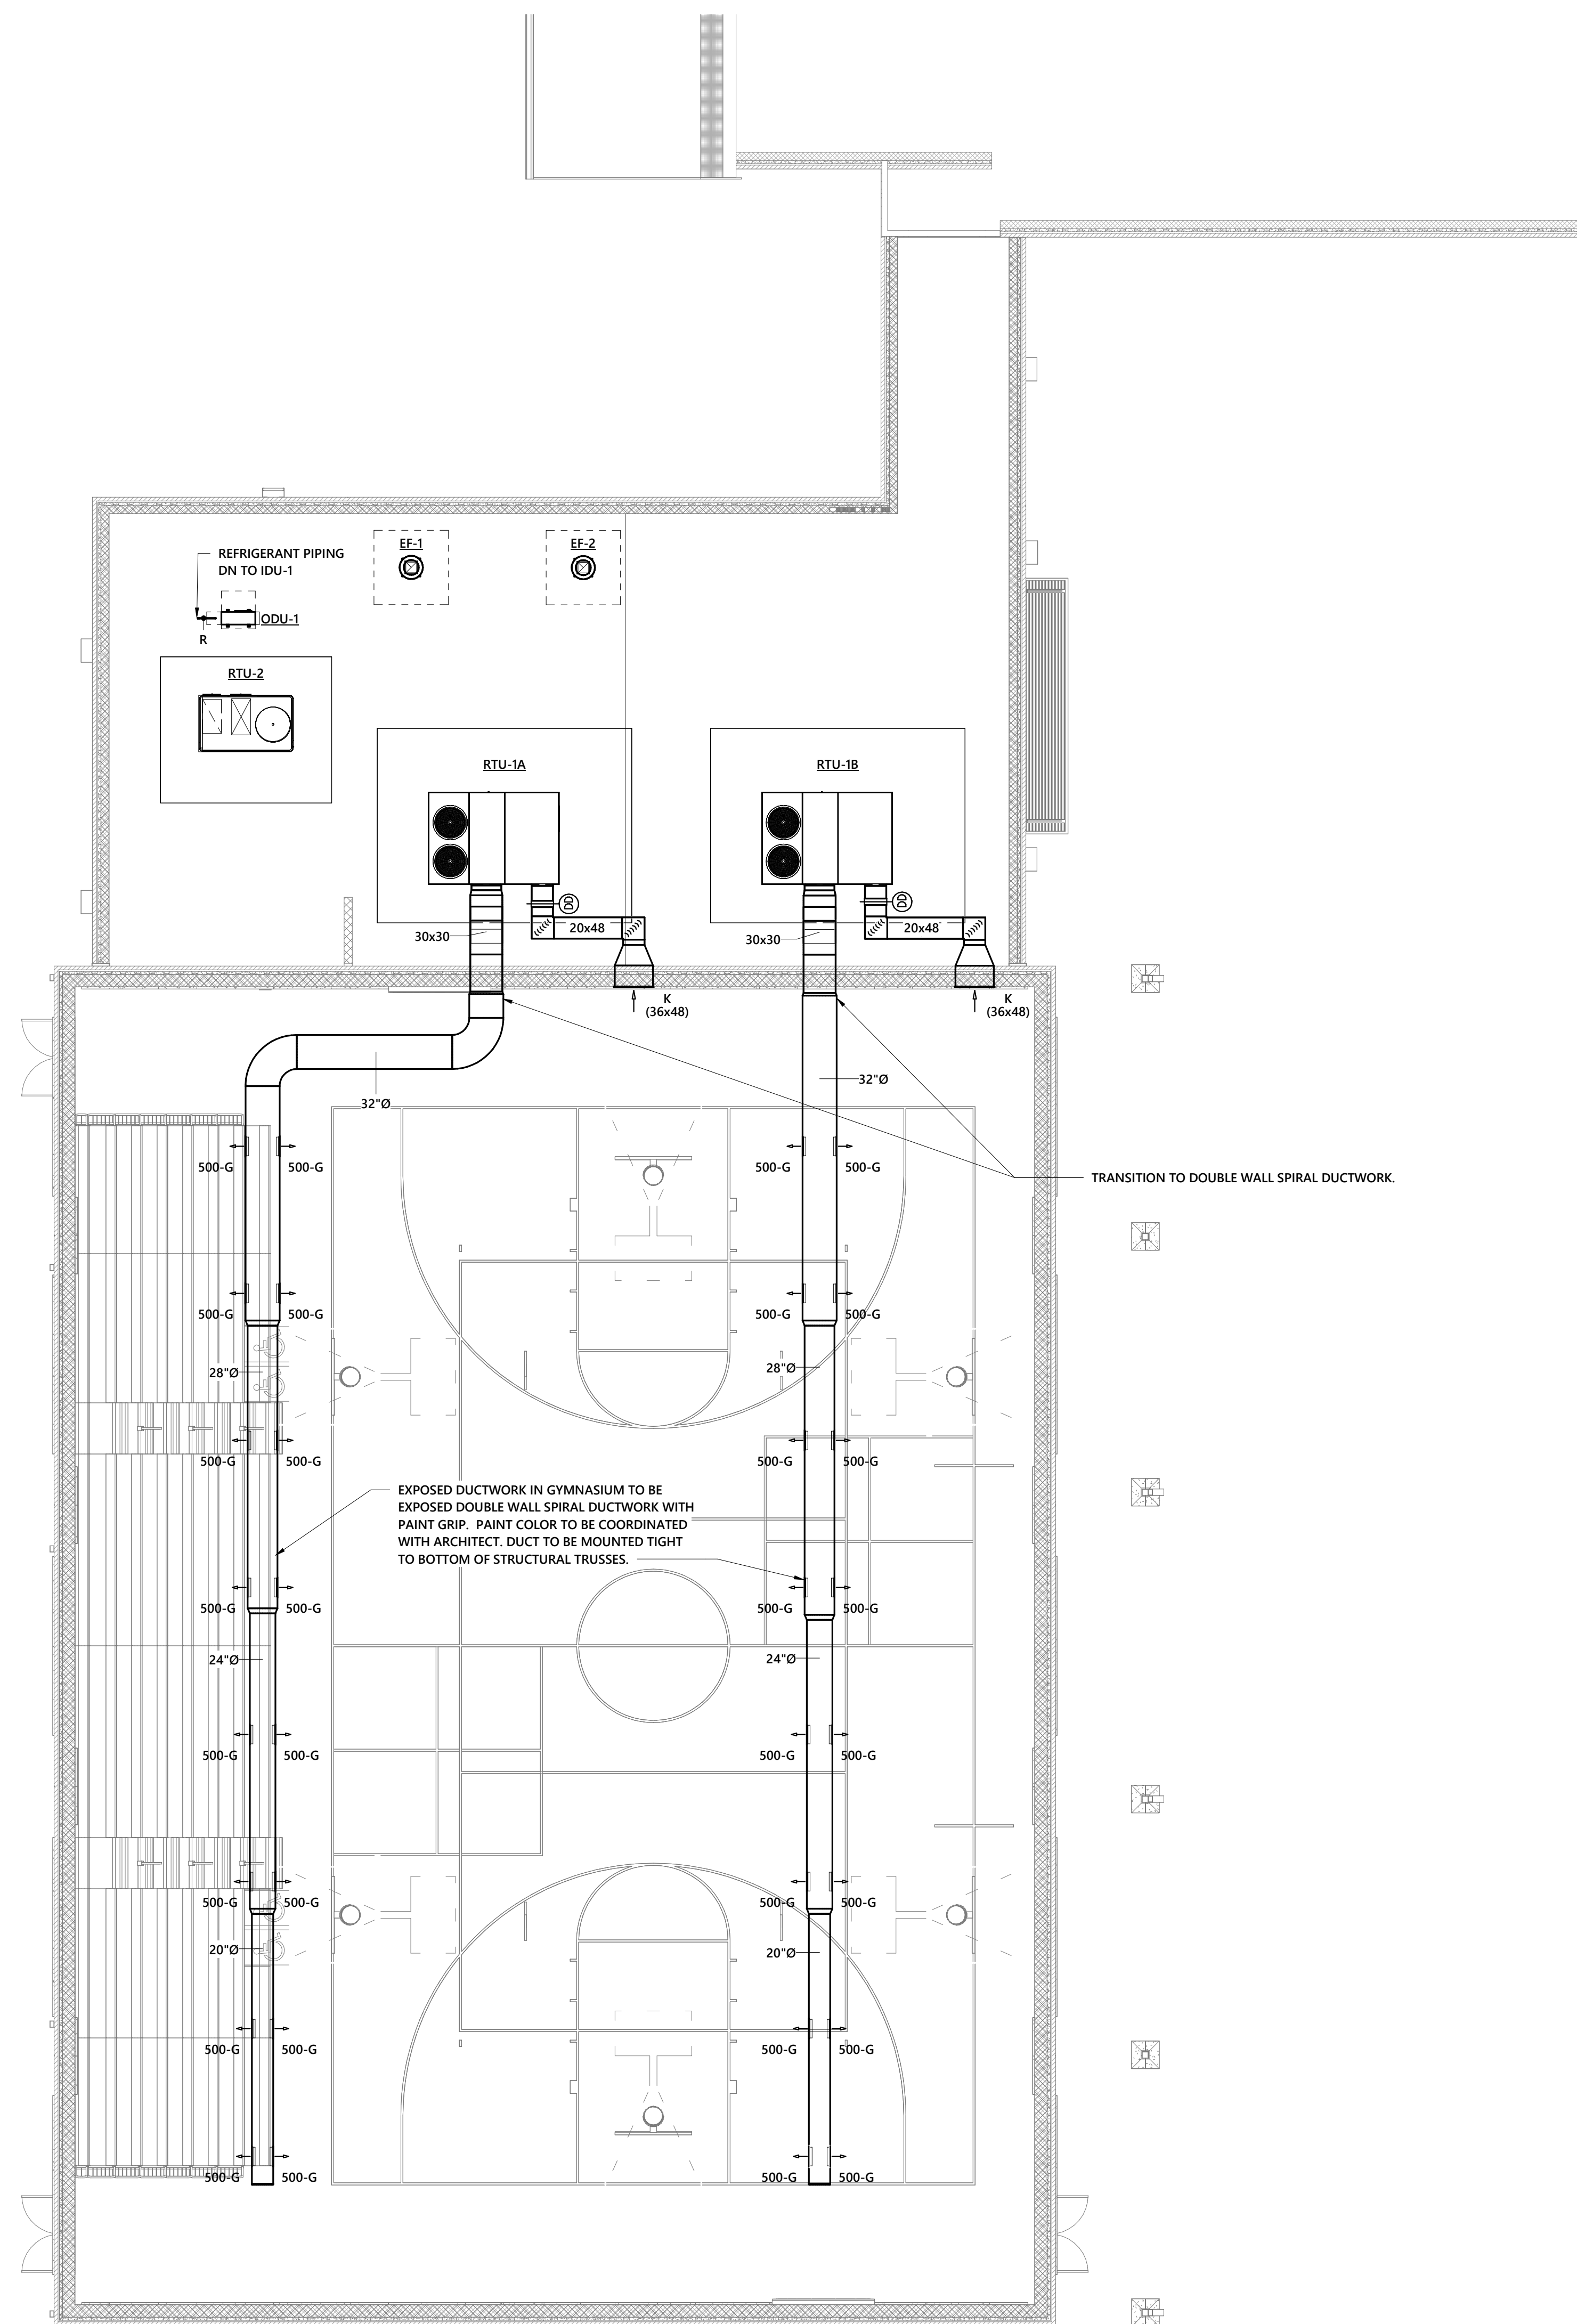 EF-1
EF-2
REFRIGERANT PIPING
DN TO IDU-1
ODU-1
R
RTU-2
RTU-1A
RTU-1B
DD
DD
30x30
20x48
30x30
20x48
K
(36x48)
K
(36x48)
32"Ø
32"Ø
500-G
500-G
500-G
500-G
TRANSITION TO DOUBLE WALL SPIRAL DUCTWORK.
500-G
500-G
500-G
500-G
28"Ø
28"Ø
500-G
500-G
500-G
500-G
EXPOSED DUCTWORK IN GYMNASIUM TO BE
EXPOSED DOUBLE WALL SPIRAL DUCTWORK WITH
PAINT GRIP. PAINT COLOR TO BE COORDINATED
WITH ARCHITECT. DUCT TO BE MOUNTED TIGHT
TO BOTTOM OF STRUCTURAL TRUSSES.
500-G
500-G
500-G
500-G
24"Ø
24"Ø
500-G
500-G
500-G
500-G
500-G
500-G
500-G
500-G
20"Ø
20"Ø
500-G
500-G
500-G
500-G
500-G
500-G
500-G
500-G